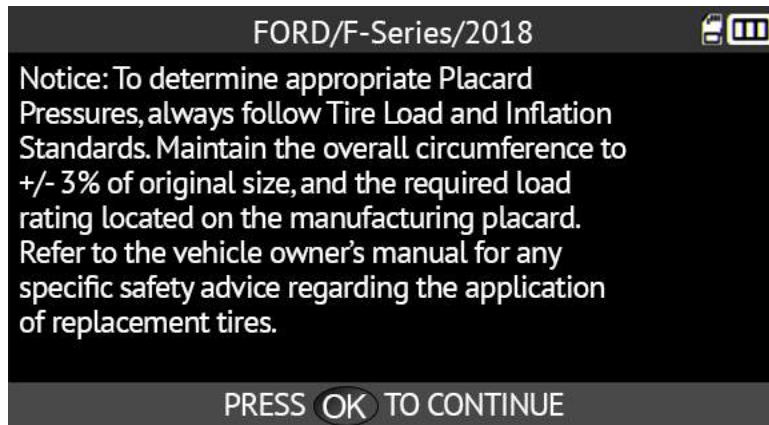 FORD/F-Series/2018
Notice: To determine appropriate Placard
Pressures, always follow Tire Load and Inflation
Standards. Maintain the overall circumference to
+/- 3% of original size, and the required load
rating located on the manufacturing placard.
Refer to the vehicle owner's manual for any
specific safety advice regarding the application
of replacement tires.
PRESS OK TO CONTINUE